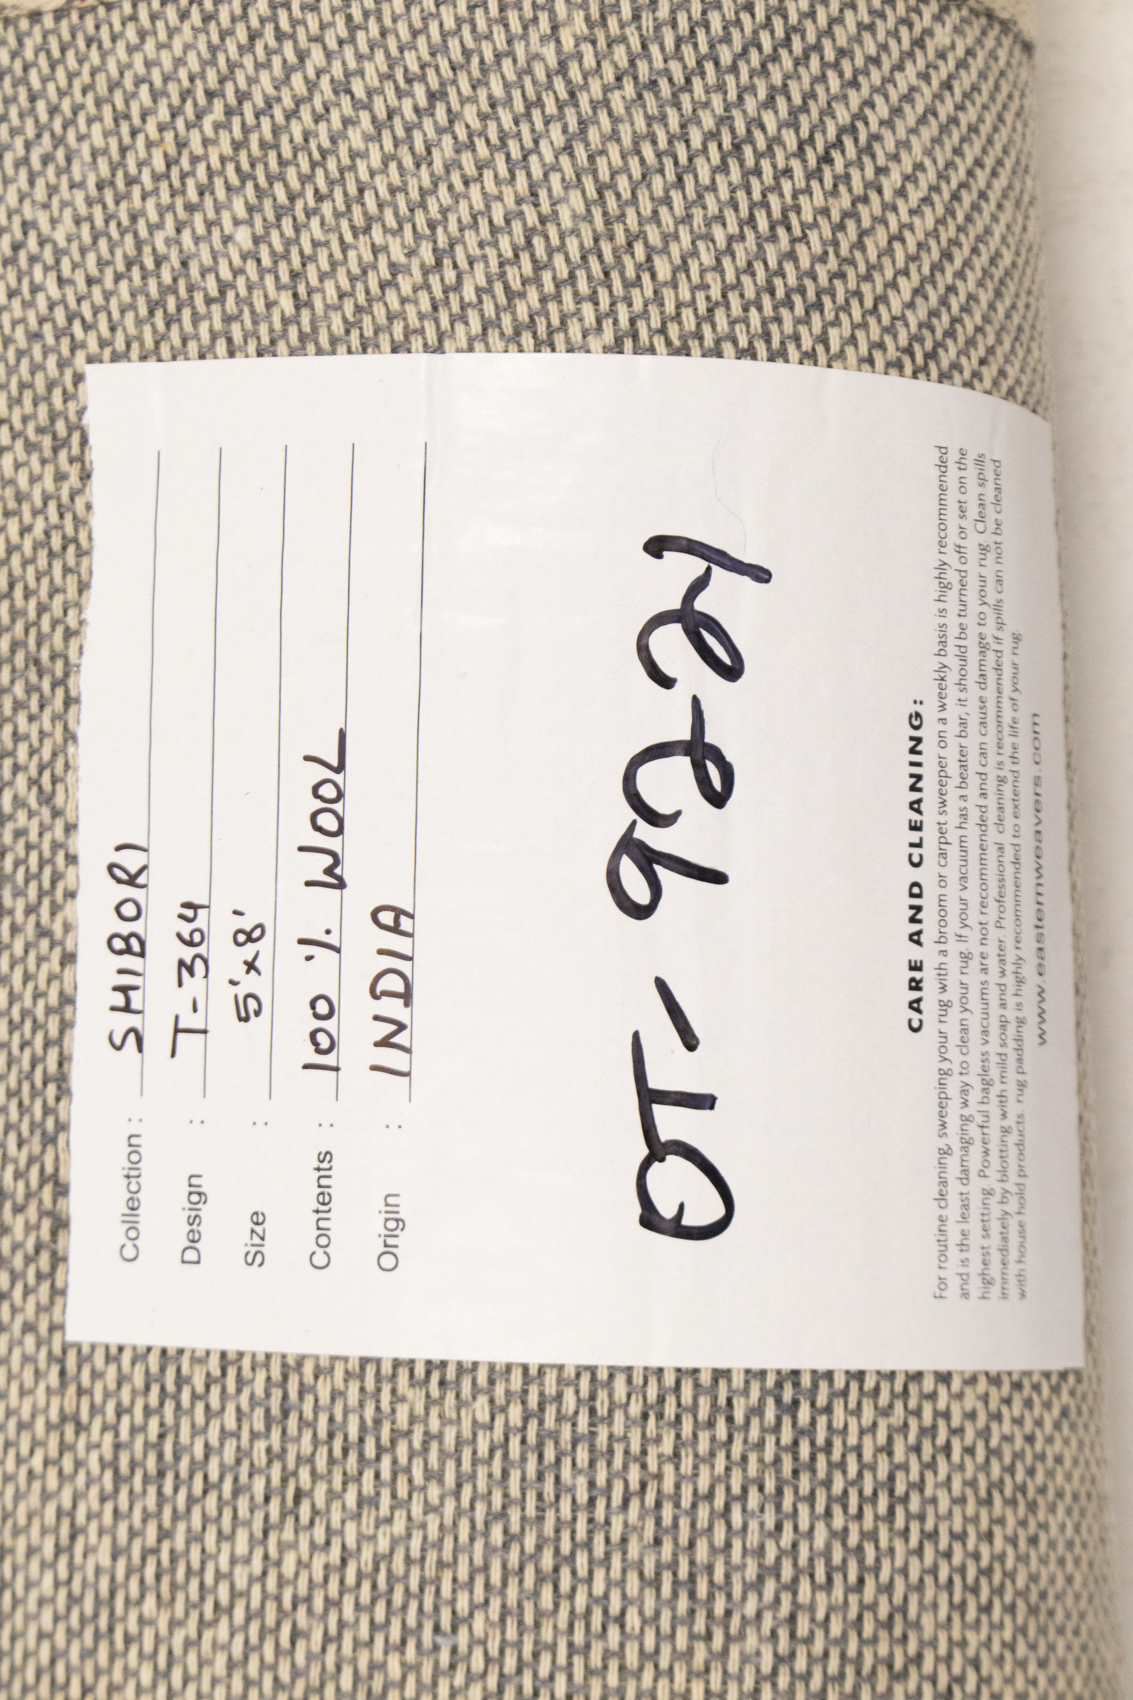 Collection : SHIBORI
Design : T-364
Size : 5'x8'
Contents : 100 % WOOL
Origin : INDIA
OT-9221
CARE AND CLEANING:
For routine cleaning, sweeping your rug with a broom or carpet sweeper on a weekly basis is highly recommended
and is the least damaging way to clean your rug. If your vacuum has a beater bar, it should be turned off or set on the
highest setting. Powerful bagless vacuums are not recommended and can cause damage to your rug. Clean spills
immediately by blotting with mild soap and water. Professional cleaning is recommended if spills can not be cleaned
with house hold products. rug padding is highly recommended to extend the life of your rug.
www.easternweavers.com